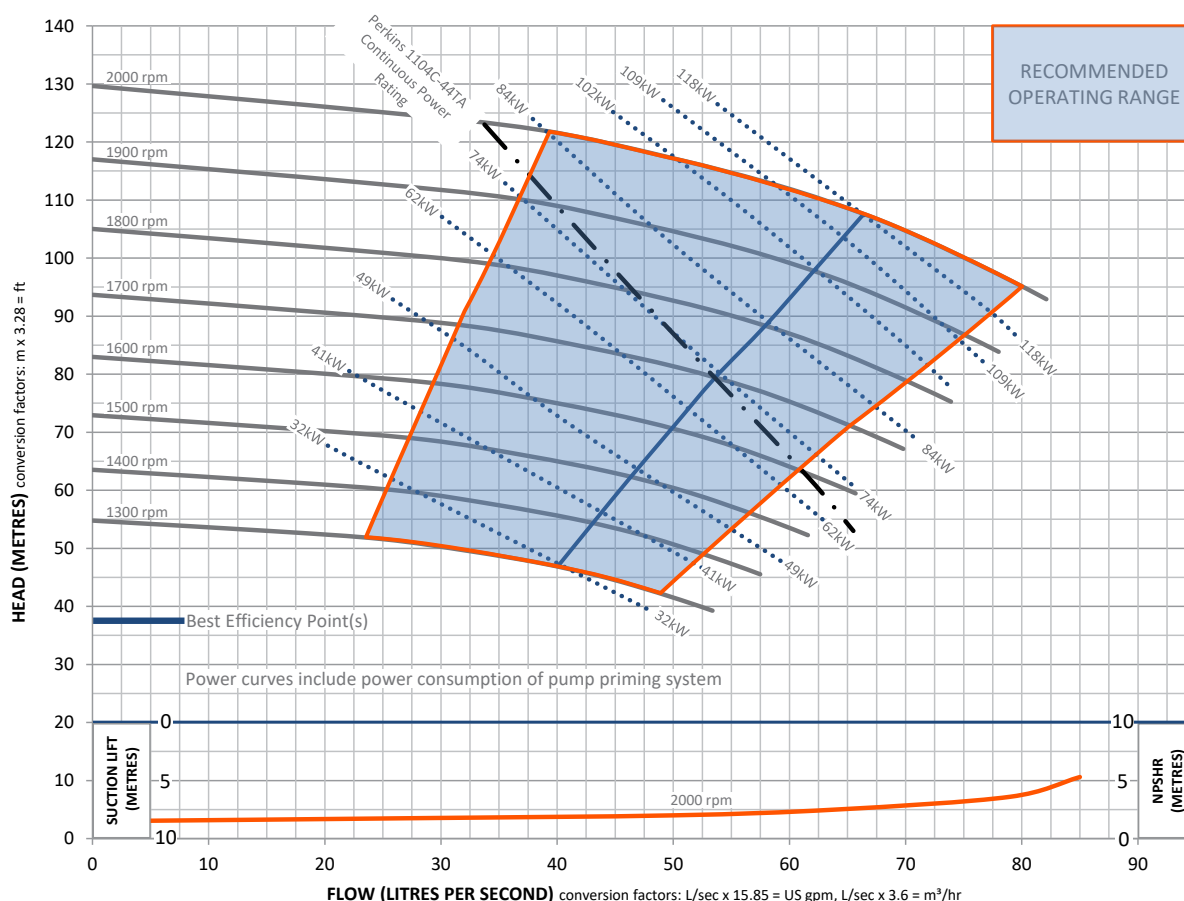 140
130
120
110
100
90
80
70
60
50
40
30
20
10
0
HEAD (METRES) conversion factors: m x 3.28 = ft
2000 rpm
1900 rpm
1800 rpm
1700 rpm
1600 rpm
1500 rpm
1400 rpm
1300 rpm
Perkins 1104C-44TA
Continuous Power
Rating
84kW
102kW
109kW
118kW
74kW
62kW
49kW
41kW
32kW
RECOMMENDED
OPERATING RANGE
118kW
109kW
84kW
74kW
62kW
49kW
41kW
32kW
Best Efficiency Point(s)
Power curves include power consumption of pump priming system
SUCTION LIFT
(METRES)
0
5
10
2000 rpm
10
5
0
NPSHR
(METRES)
0
10
20
30
40
50
60
70
80
90
FLOW (LITRES PER SECOND) conversion factors: L/sec x 15.85 = US gpm, L/sec x 3.6 = m³/hr